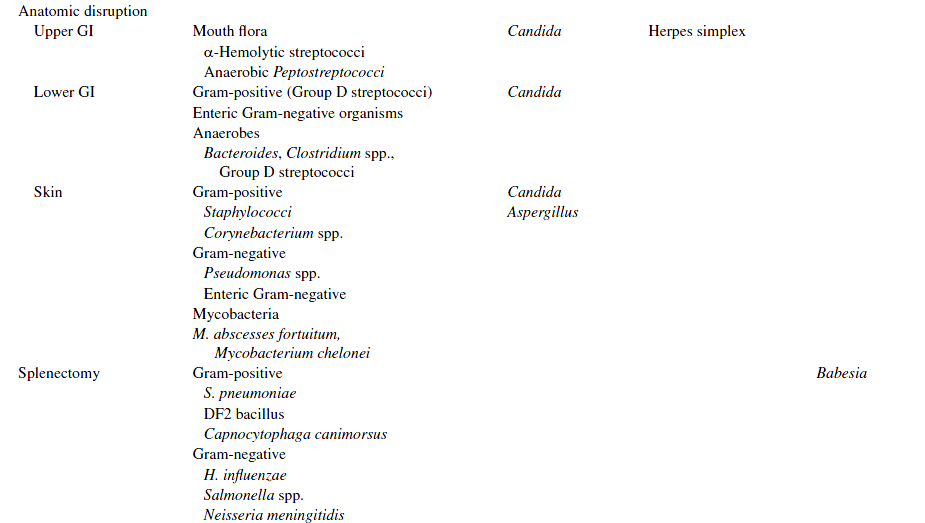 Anatomic disruption
Upper GI Mouth flora Candida Herpes simplex
α-Hemolytic streptococci
Anaerobic Peptostreptococci
Lower GI Gram-positive (Group D streptococci) Candida
Enteric Gram-negative organisms
Anaerobes
Bacteroides, Clostridium spp.,
Group D streptococci
Skin Gram-positive Candida
Staphylococci Aspergillus
Corynebacterium spp.
Gram-negative
Pseudomonas spp.
Enteric Gram-negative
Mycobacteria
M. abscesses fortuitum,
Mycobacterium chelonei
Splenectomy Gram-positive Babesia
S. pneumoniae
DF2 bacillus
Capnocytophaga canimorsus
Gram-negative
H. influenzae
Salmonella spp.
Neisseria meningitidis